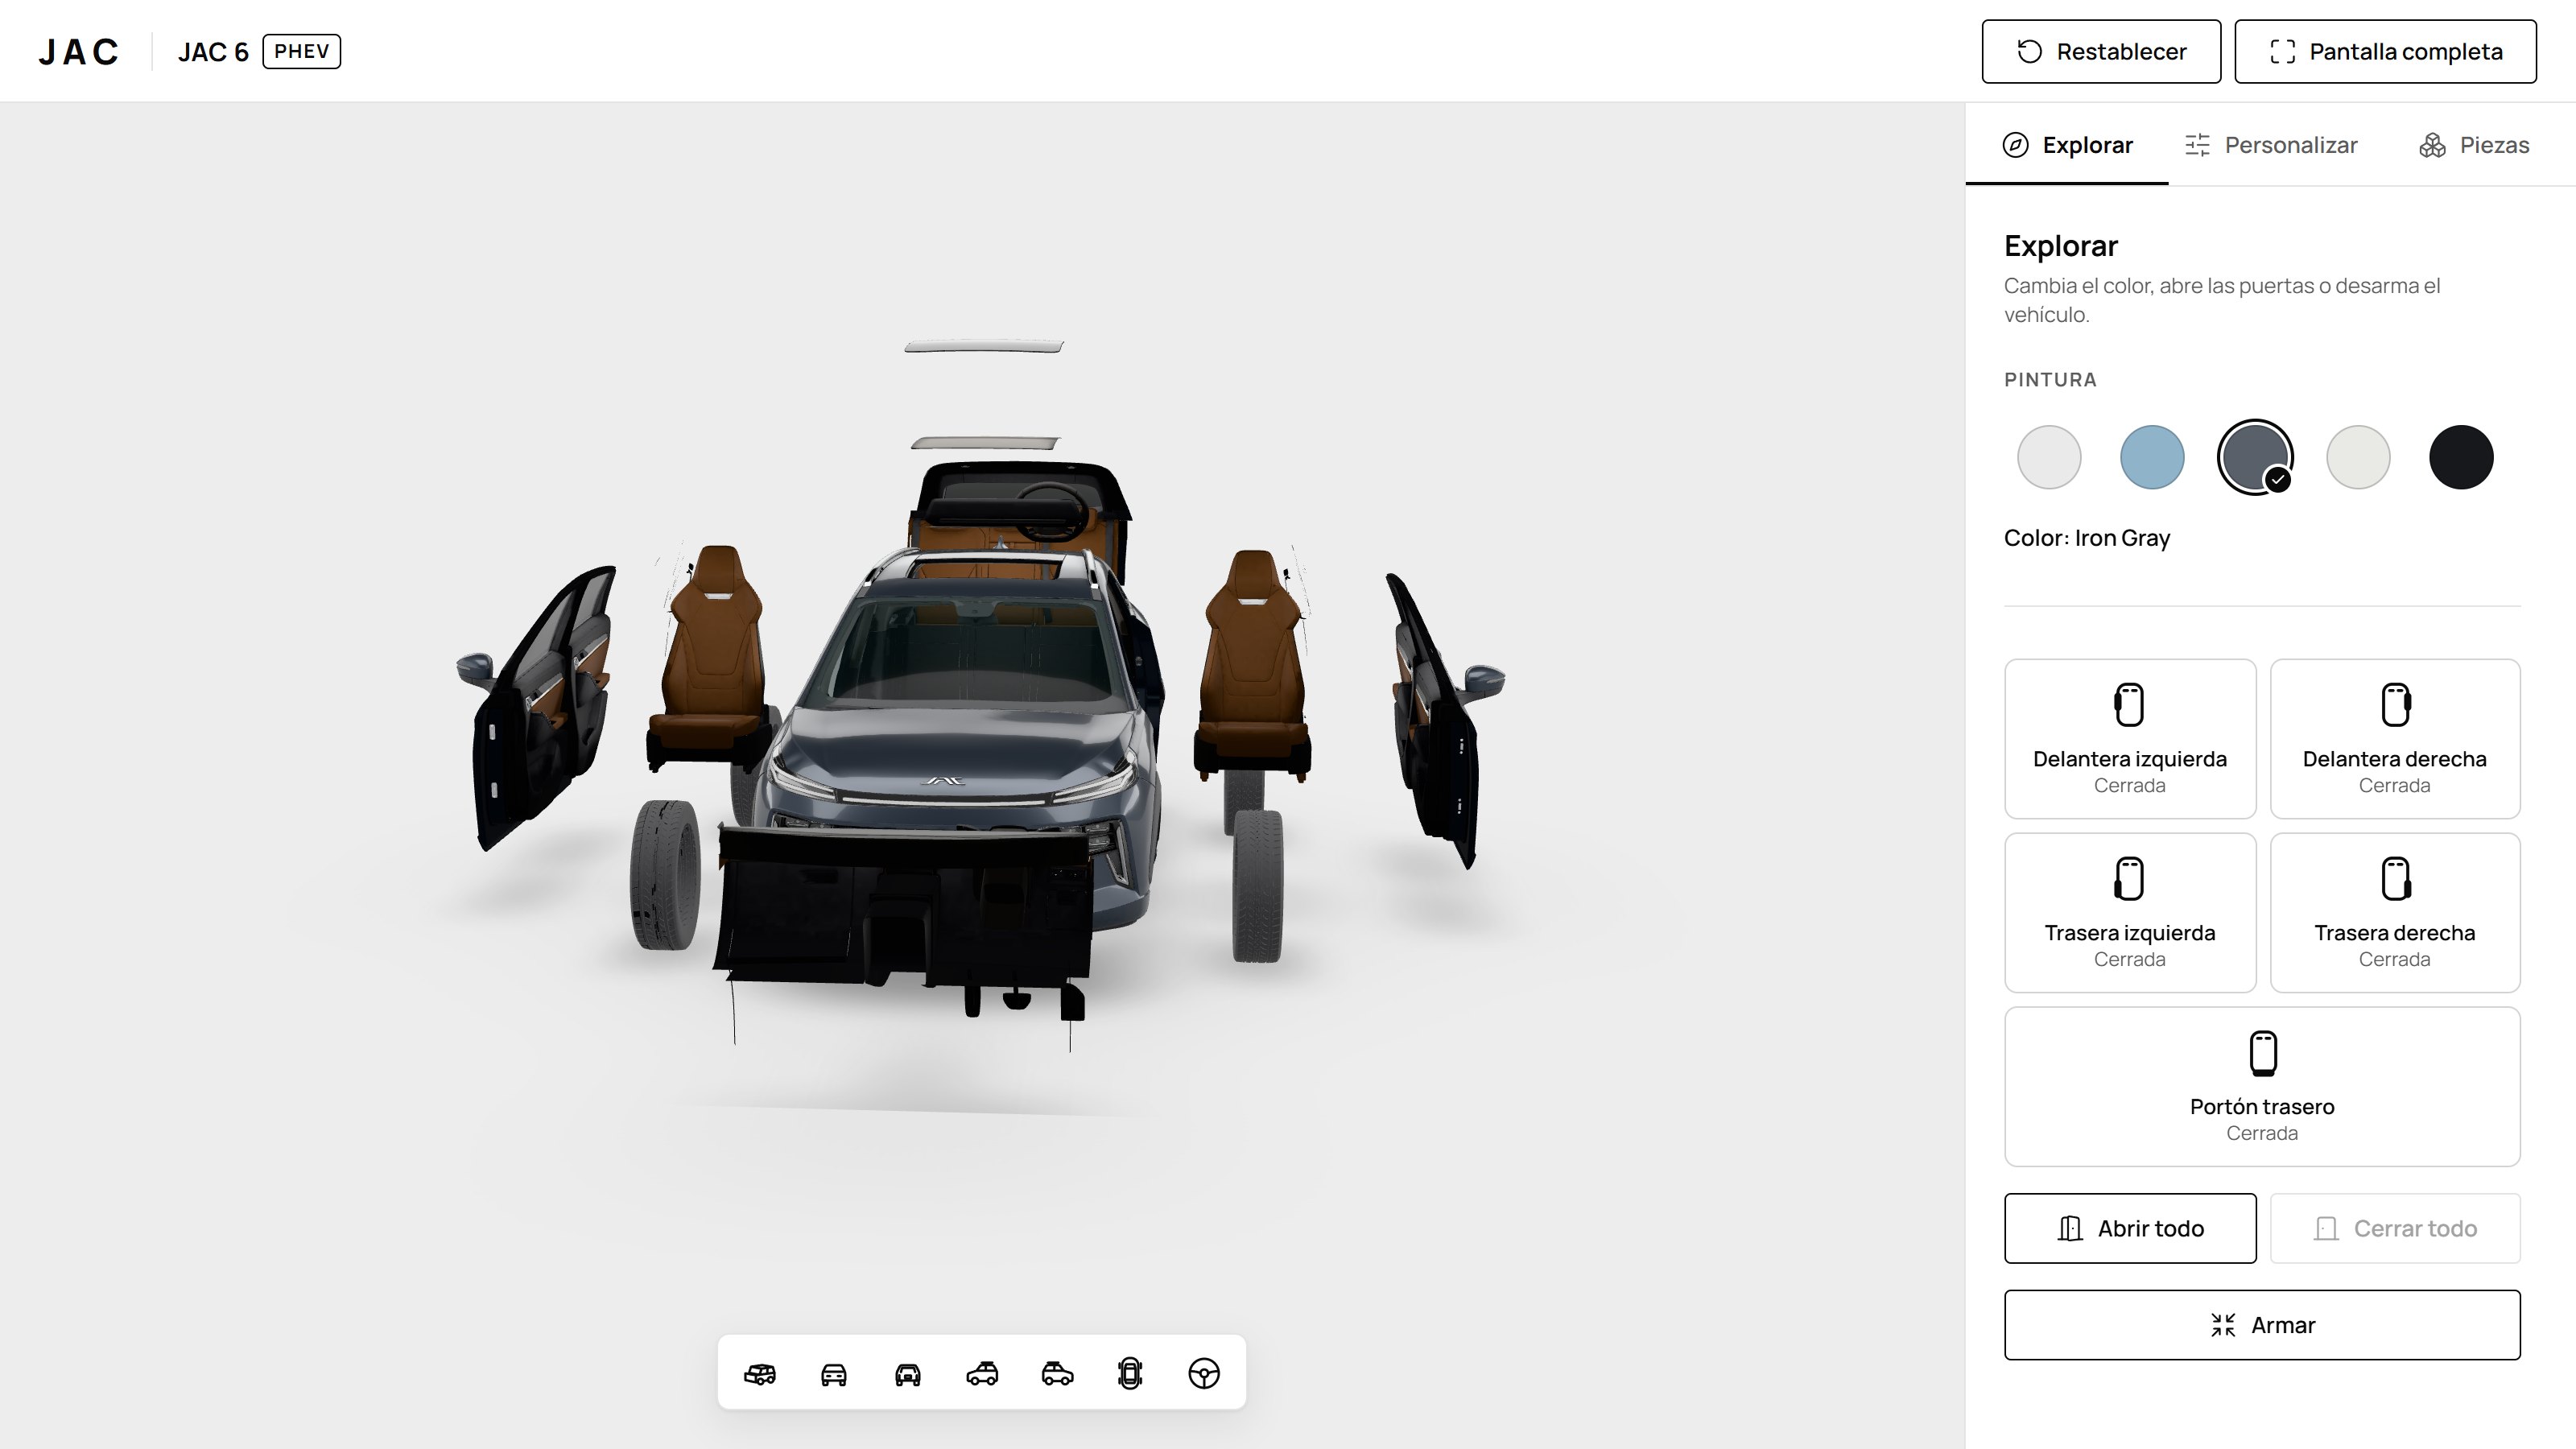 JAC
JAC 6
PHEV
Restablecer
Pantalla completa
Explorar
Personalizar
Piezas
Explorar
Cambia el color, abre las puertas o desarma el
vehículo.
PINTURA
Color: Iron Gray
Delantera izquierda
Cerrada
Delantera derecha
Cerrada
Trasera izquierda
Cerrada
Trasera derecha
Cerrada
Portón trasero
Cerrada
Abrir todo
Cerrar todo
Armar
JAC